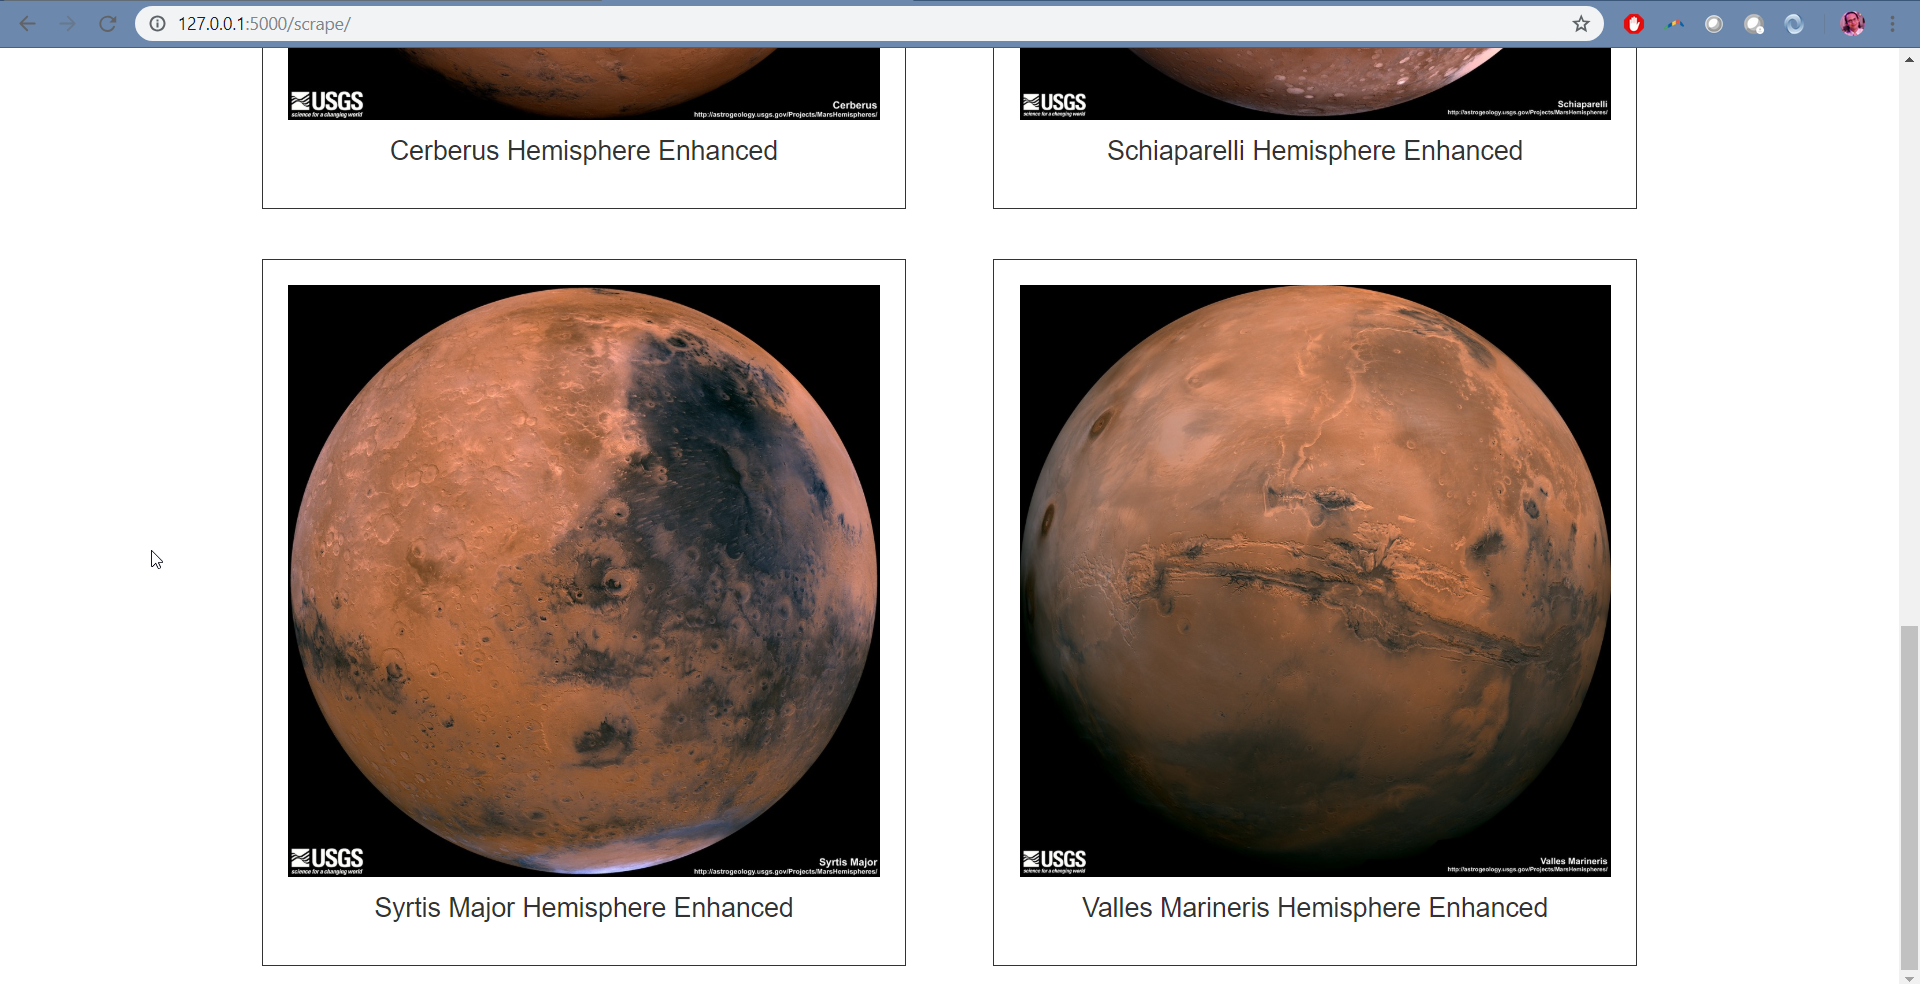 127.0.0.1:5000/scrape/
USGS
science for a changing world
Cerberus
http://astrogeology.usgs.gov/Projects/MarsHemispheres/
USGS
science for a changing world
Schiaparelli
http://astrogeology.usgs.gov/Projects/MarsHemispheres/
Cerberus Hemisphere Enhanced
Schiaparelli Hemisphere Enhanced
USGS
science for a changing world
Syrtis Major
http://astrogeology.usgs.gov/Projects/MarsHemispheres/
USGS
science for a changing world
Valles Marineris
http://astrogeology.usgs.gov/Projects/MarsHemispheres/
Syrtis Major Hemisphere Enhanced
Valles Marineris Hemisphere Enhanced